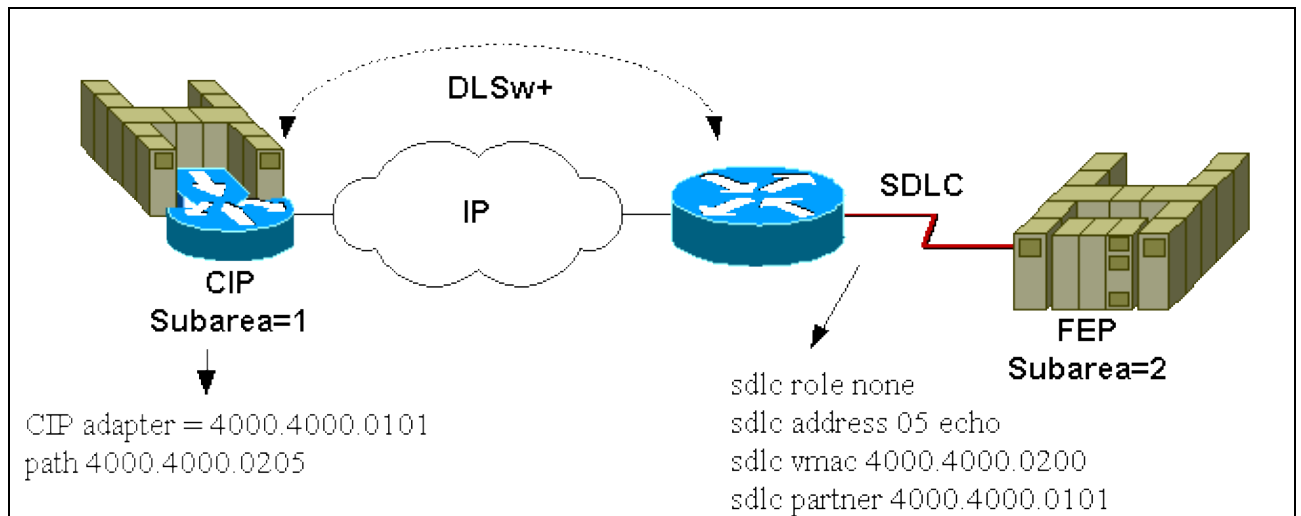 DLSw+
IP
SDLC
CIP
Subarea=1
FEP
Subarea=2
CIP adapter = 4000.4000.0101
path 4000.4000.0205
sdlc role none
sdlc address 05 echo
sdlc vmac 4000.4000.0200
sdlc partner 4000.4000.0101